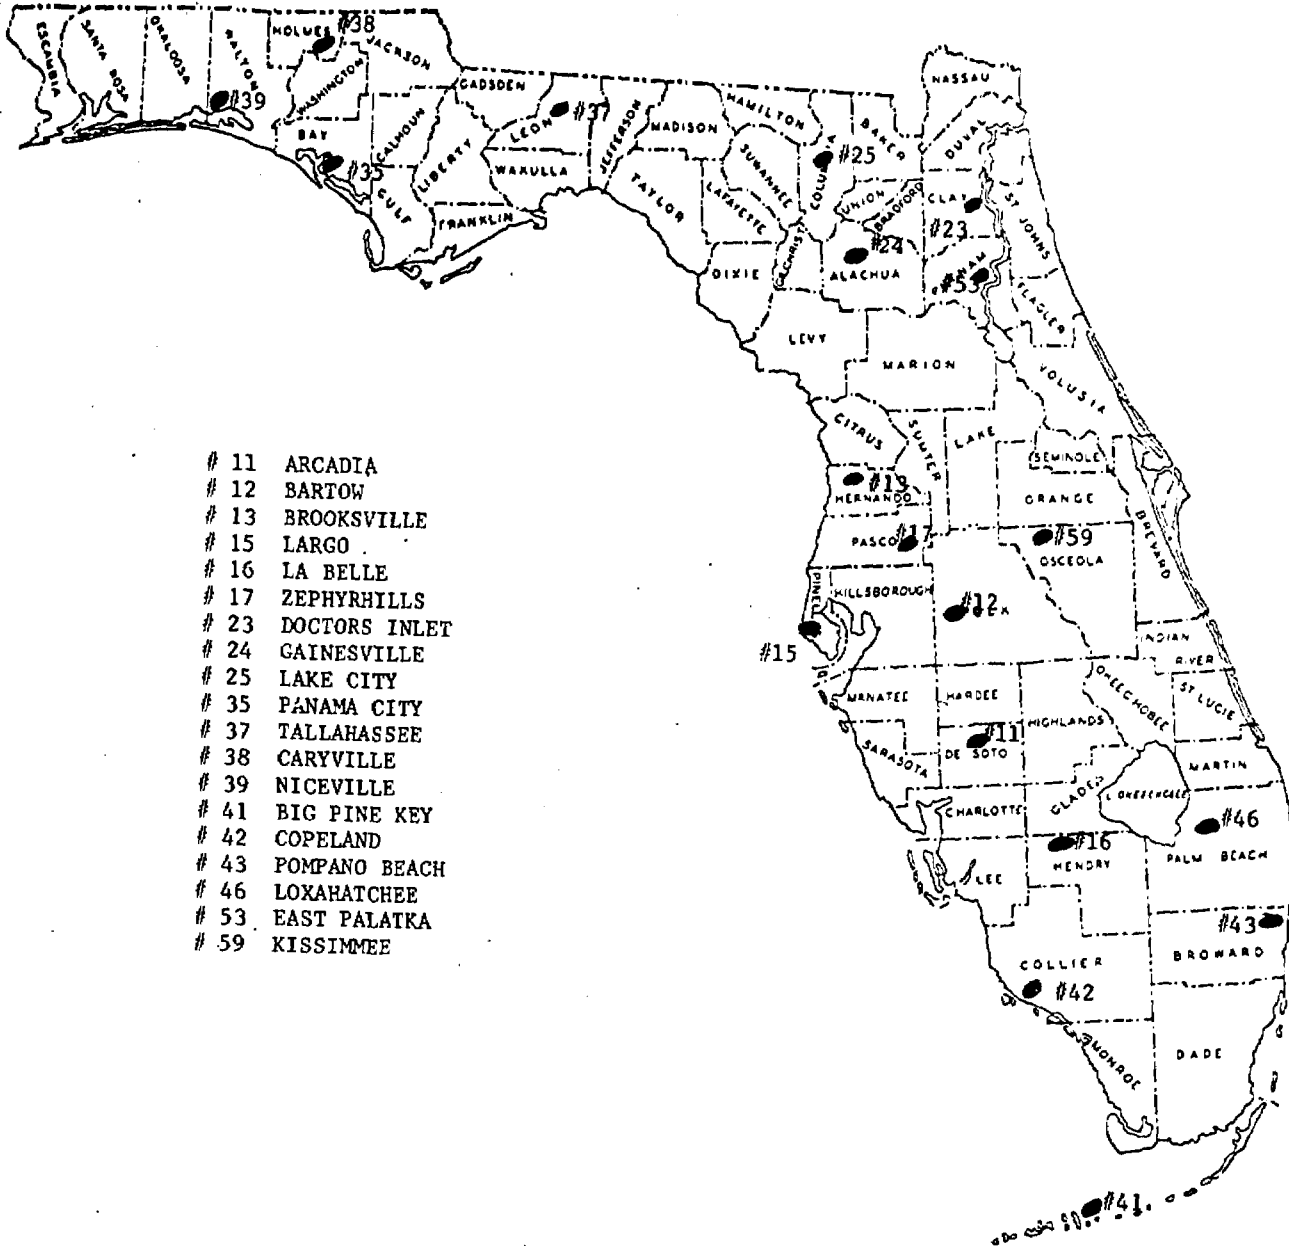 ESCAMBIA
SANTA ROSA
OKALOOSA
WALTON
HOLMES
#38
JACKSON
#39
WASHINGTON
BAY
#35
CALHOUN
GULF
LIBERTY
GADSDEN
LEON
#37
WAKULLA
FRANKLIN
JEFFERSON
MADISON
TAYLOR
HAMILTON
SUWANNEE
LAFAYETTE
DIXIE
COLUMBIA
#25
BAKER
NASSAU
DUVAL
UNION
BRADFORD
CLAY
#23
ST JOHNS
GILCHRIST
#24
ALACHUA
#53
FLAGLER
LEVY
MARION
VOLUSIA
CITRUS
SUMTER
LAKE
SEMINOLE
#13
HERNANDO
ORANGE
PASCO
#17
#59
OSCEOLA
BREVARD
HILLSBOROUGH
#12
#15
INDIAN
RIVER
MANATEE
HARDEE
HIGHLANDS
OKEECHOBEE
ST LUCIE
SARASOTA
#11
DE SOTO
MARTIN
CHARLOTTE
GLADES
L OKEECHOBEE
#46
PALM BEACH
#16
HENDRY
LEE
#43
BROWARD
COLLIER
#42
DADE
MONROE
#41
# 11 ARCADIA
# 12 BARTOW
# 13 BROOKSVILLE
# 15 LARGO
# 16 LA BELLE
# 17 ZEPHYRHILLS
# 23 DOCTORS INLET
# 24 GAINESVILLE
# 25 LAKE CITY
# 35 PANAMA CITY
# 37 TALLAHASSEE
# 38 CARYVILLE
# 39 NICEVILLE
# 41 BIG PINE KEY
# 42 COPELAND
# 43 POMPANO BEACH
# 46 LOXAHATCHEE
# 53 EAST PALATKA
# 59 KISSIMMEE